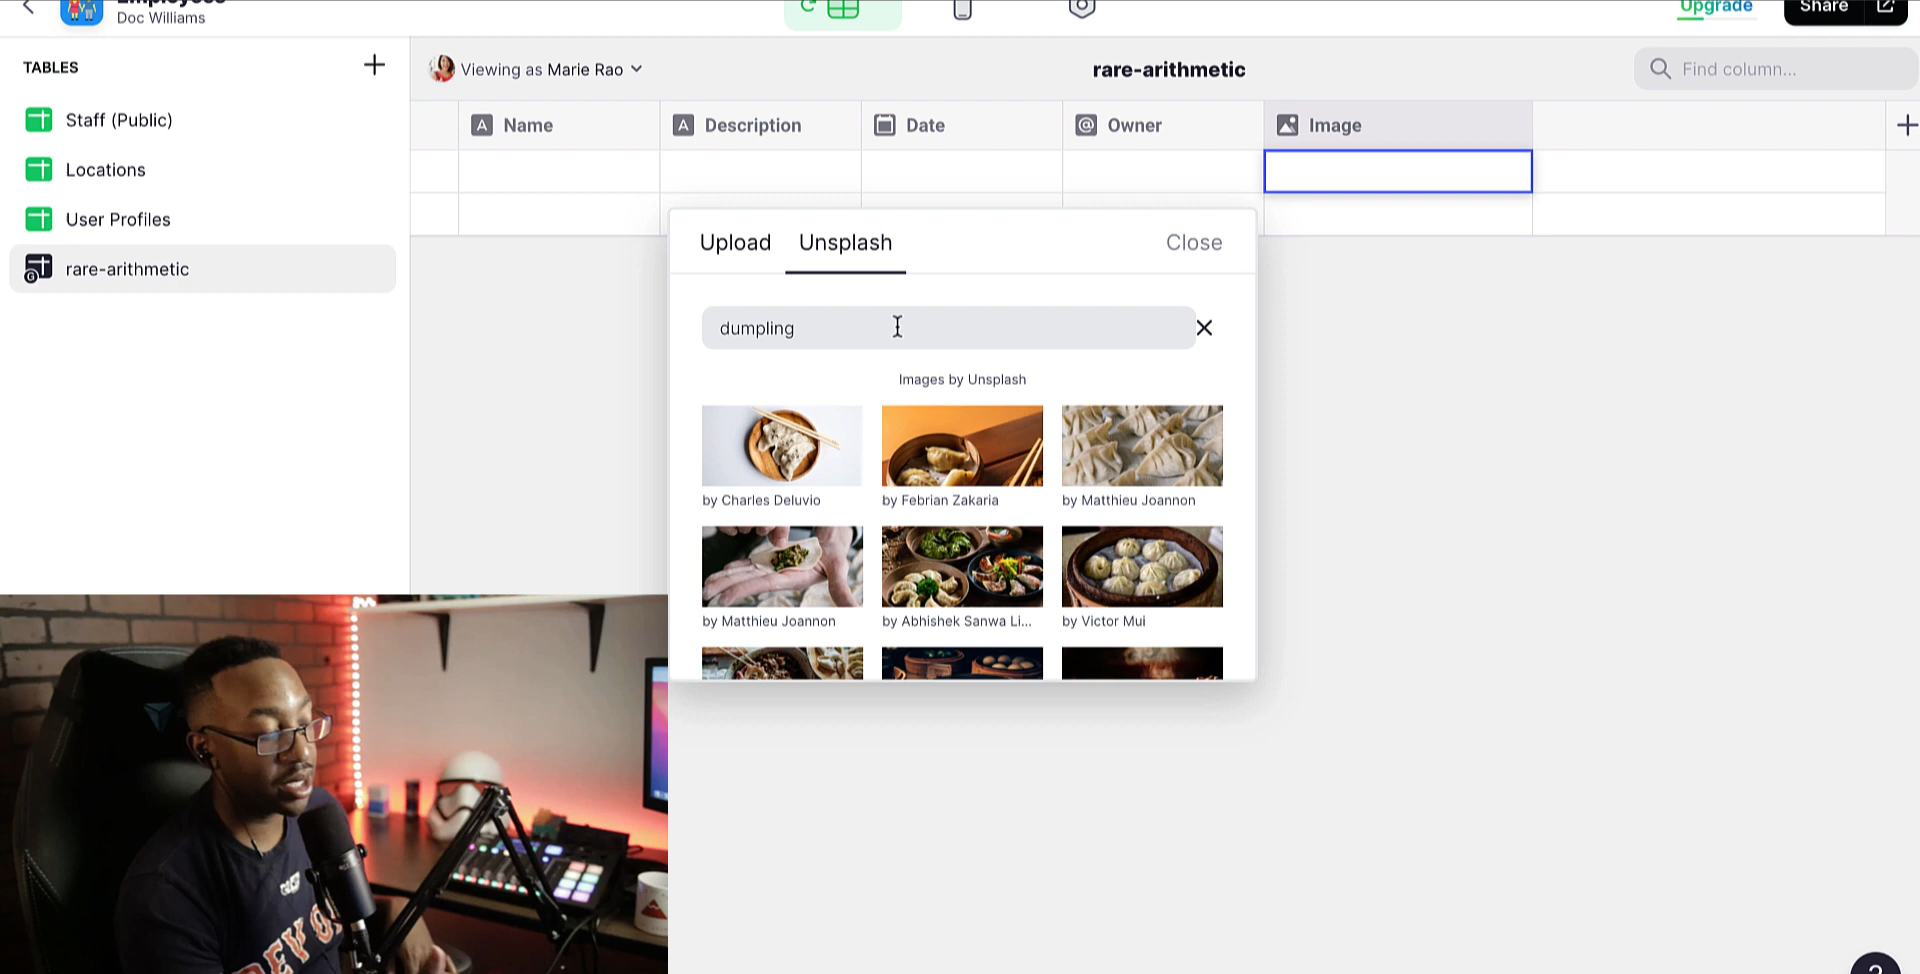 Employees
Doc Williams
Upgrade
Share
TABLES
Staff (Public)
Locations
User Profiles
rare-arithmetic
Viewing as Marie Rao
rare-arithmetic
Find column...
Name
Description
Date
Owner
Image
Upload
Unsplash
Close
dumpling
Images by Unsplash
by Charles Deluvio
by Febrian Zakaria
by Matthieu Joannon
by Matthieu Joannon
by Abhishek Sanwa Li...
by Victor Mui